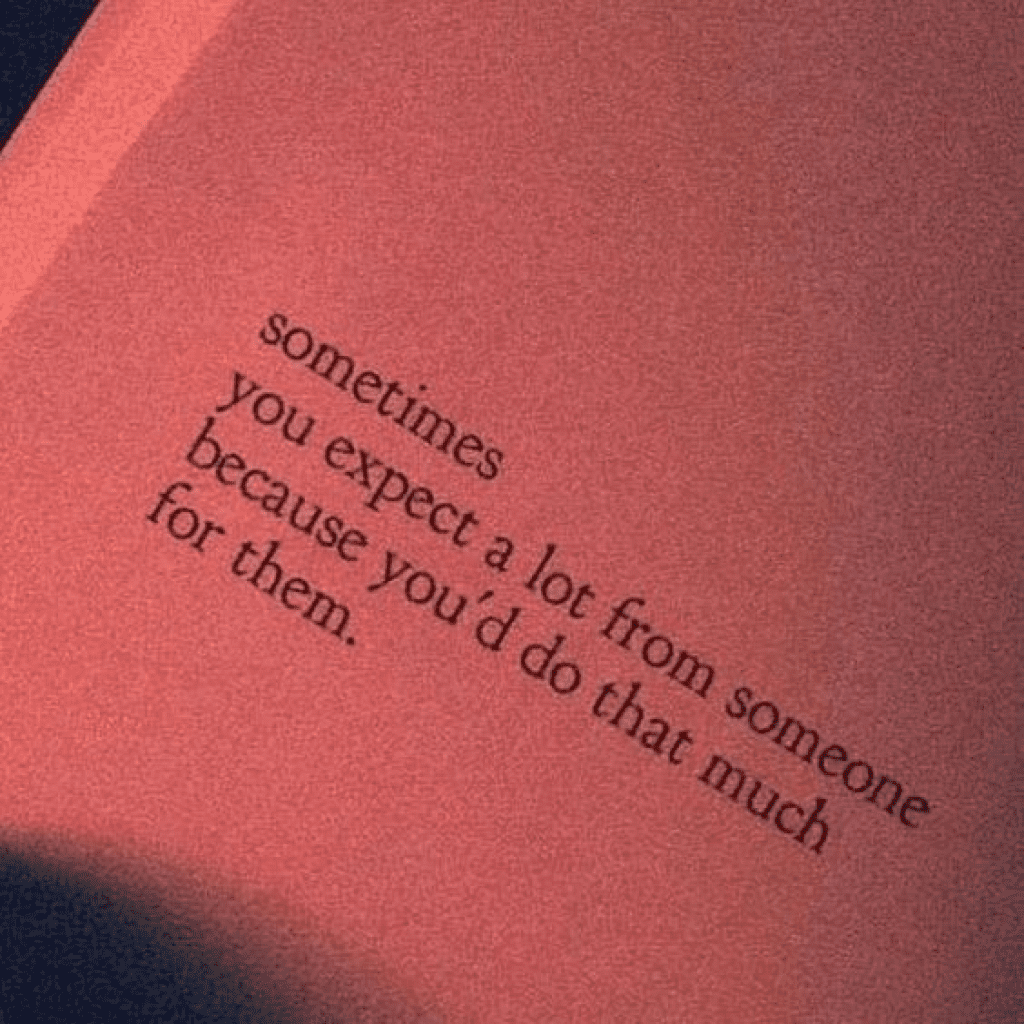 sometimes
you expect a lot from someone
because you'd do that much
for them.